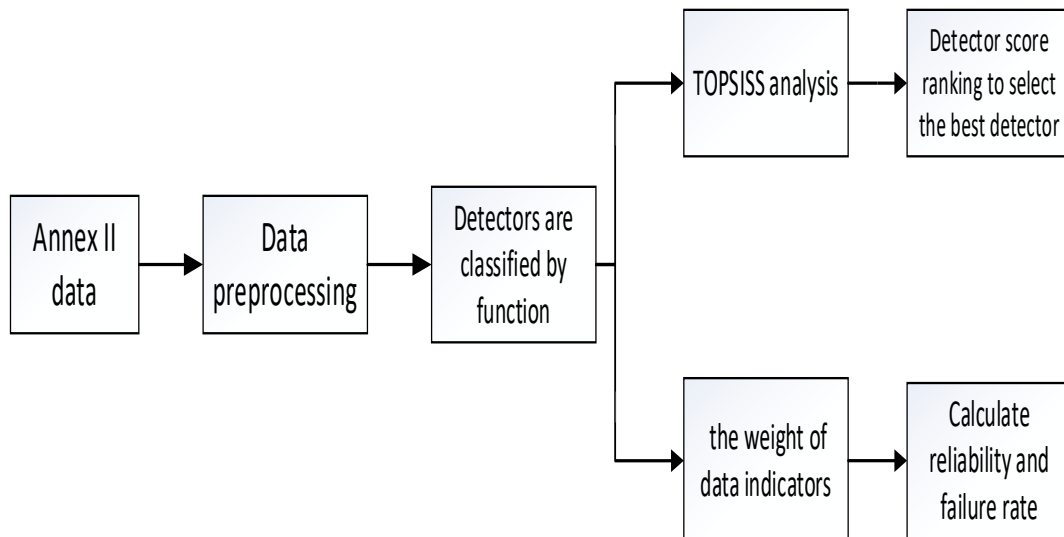 Annex II
data
Data
preprocessing
Detectors are
classified by
function
TOPSISS analysis
Detector score
ranking to select
the best detector
the weight of
data indicators
Calculate
reliability and
failure rate